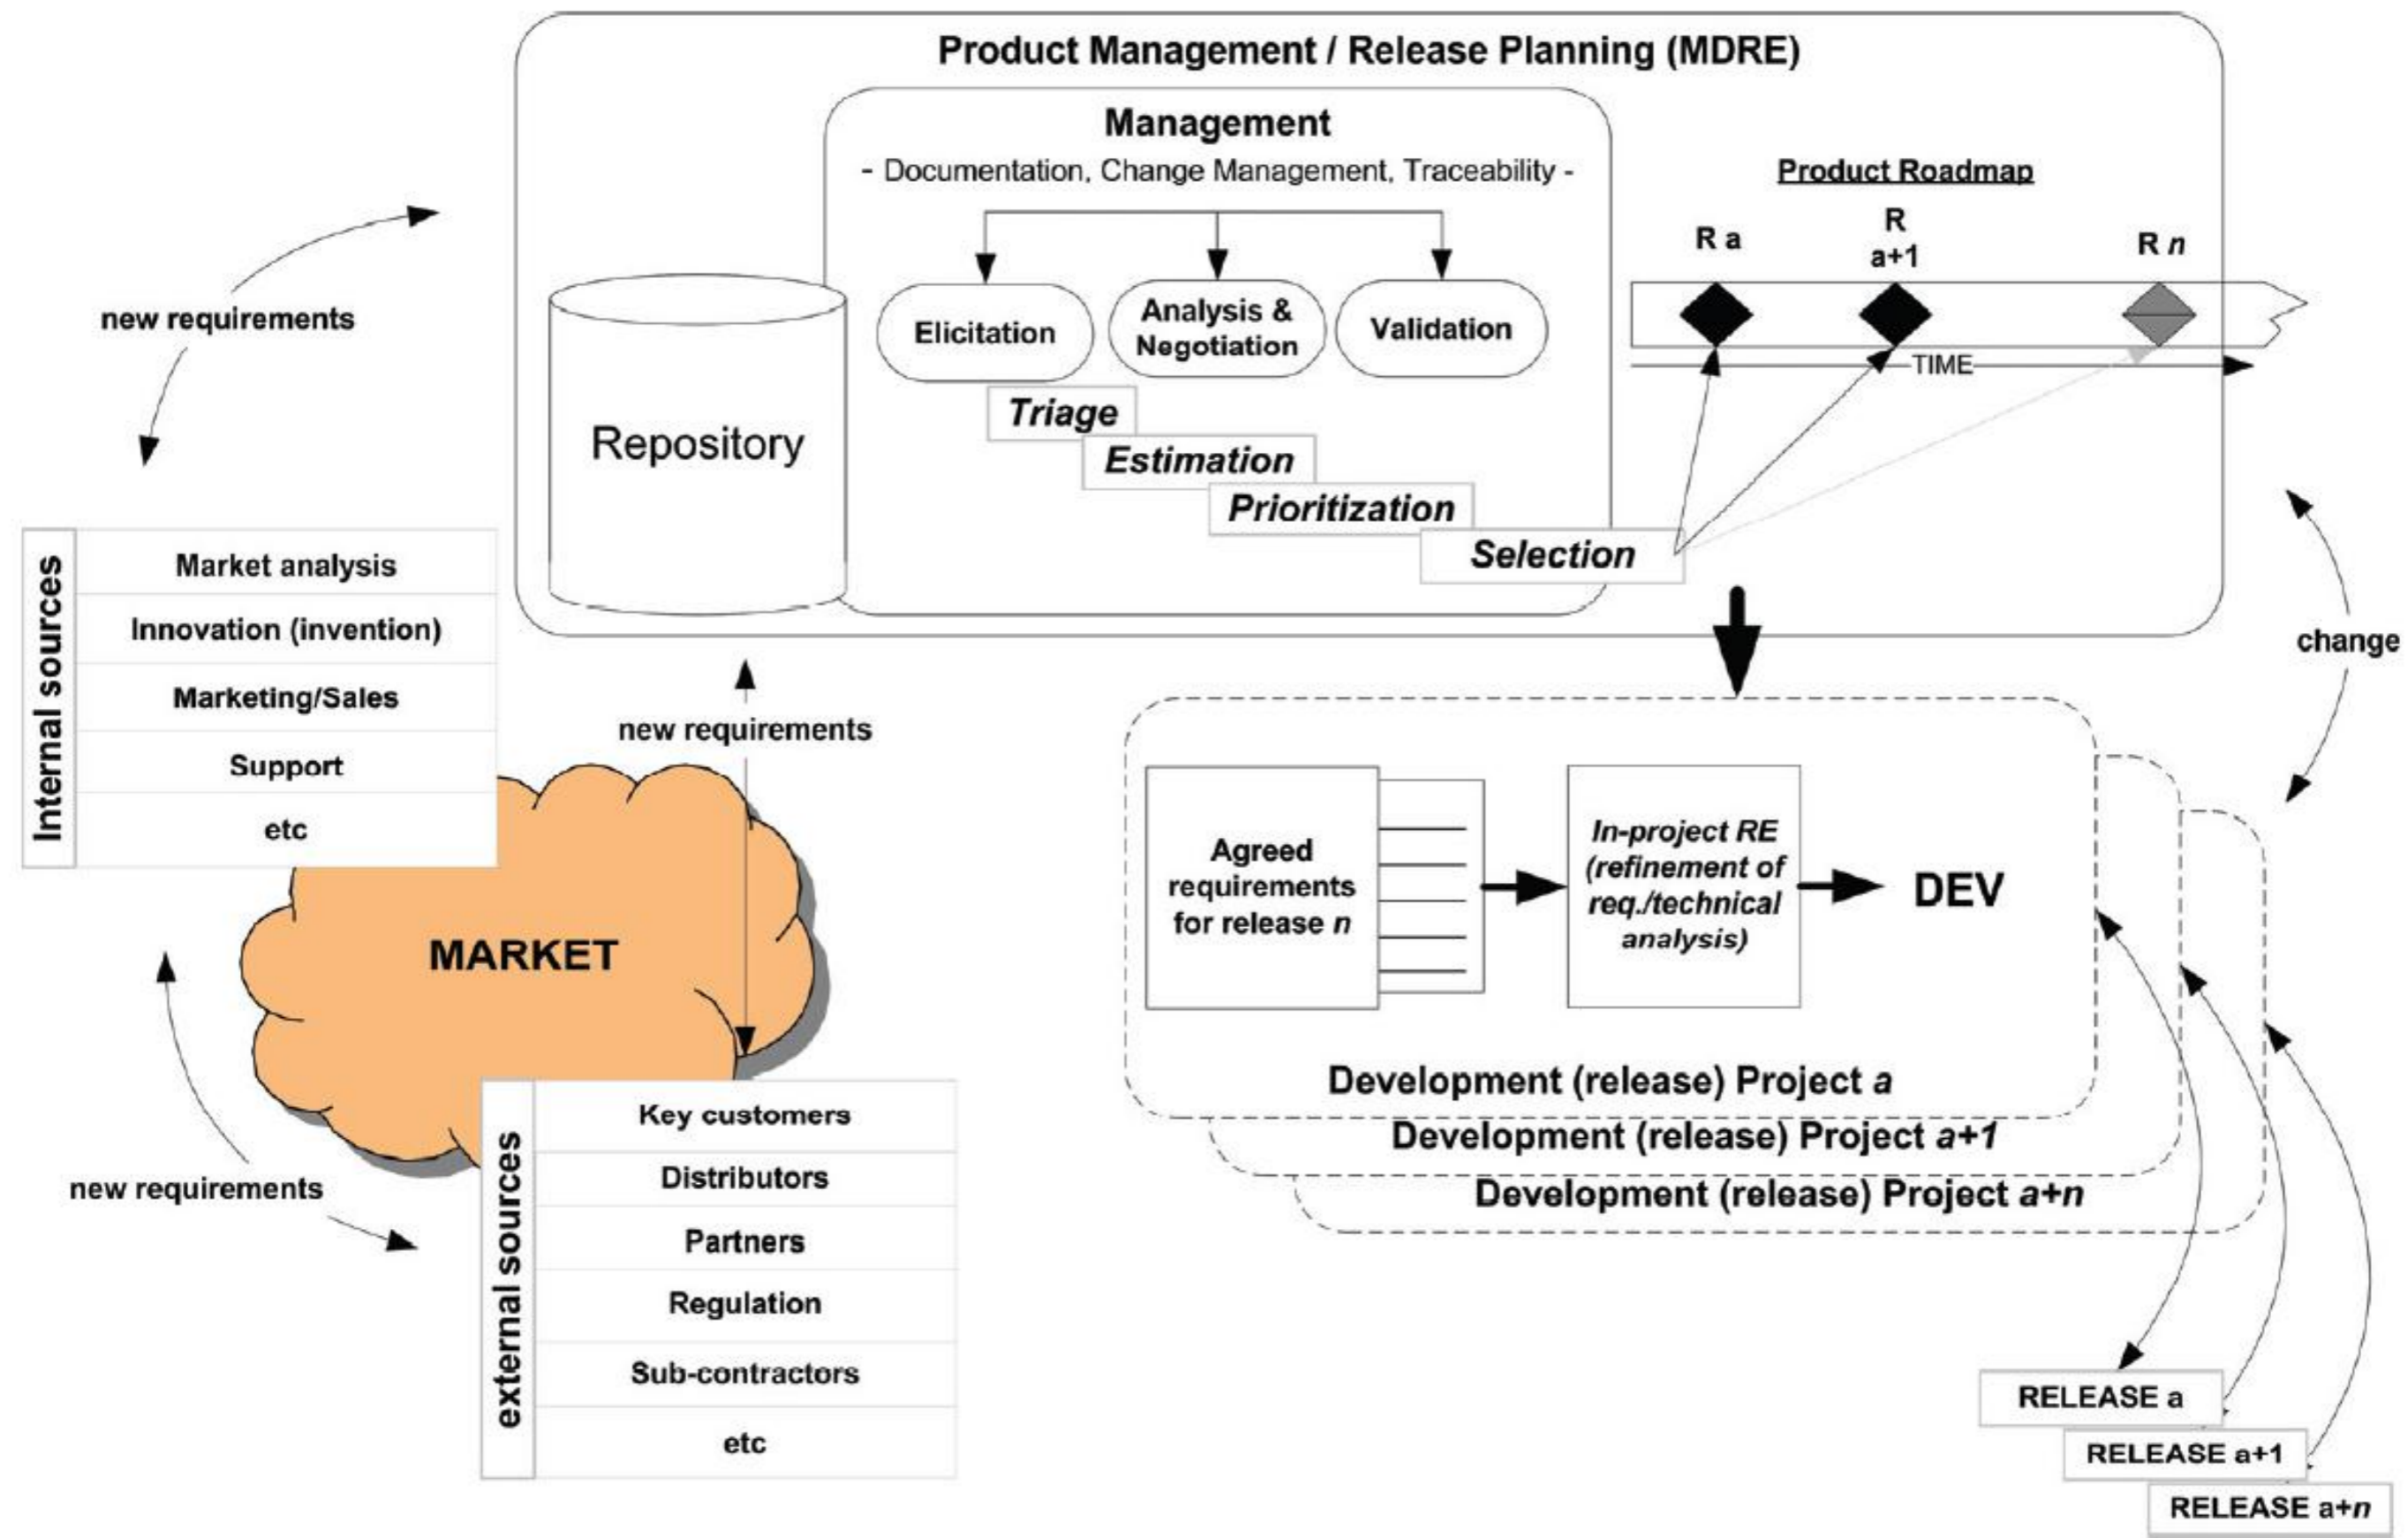 Product Management / Release Planning (MDRE)
Management
- Documentation, Change Management, Traceability -
Elicitation
Analysis &
Negotiation
Validation
Triage
Estimation
Prioritization
Selection
Repository
Product Roadmap
R a
R
a+1
R n
TIME
new requirements
Internal sources
Market analysis
Innovation (invention)
Marketing/Sales
Support
etc
new requirements
MARKET
new requirements
external sources
Key customers
Distributors
Partners
Regulation
Sub-contractors
etc
change
Agreed
requirements
for release n
In-project RE
(refinement of
req./technical
analysis)
DEV
Development (release) Project a
Development (release) Project a+1
Development (release) Project a+n
RELEASE a
RELEASE a+1
RELEASE a+n